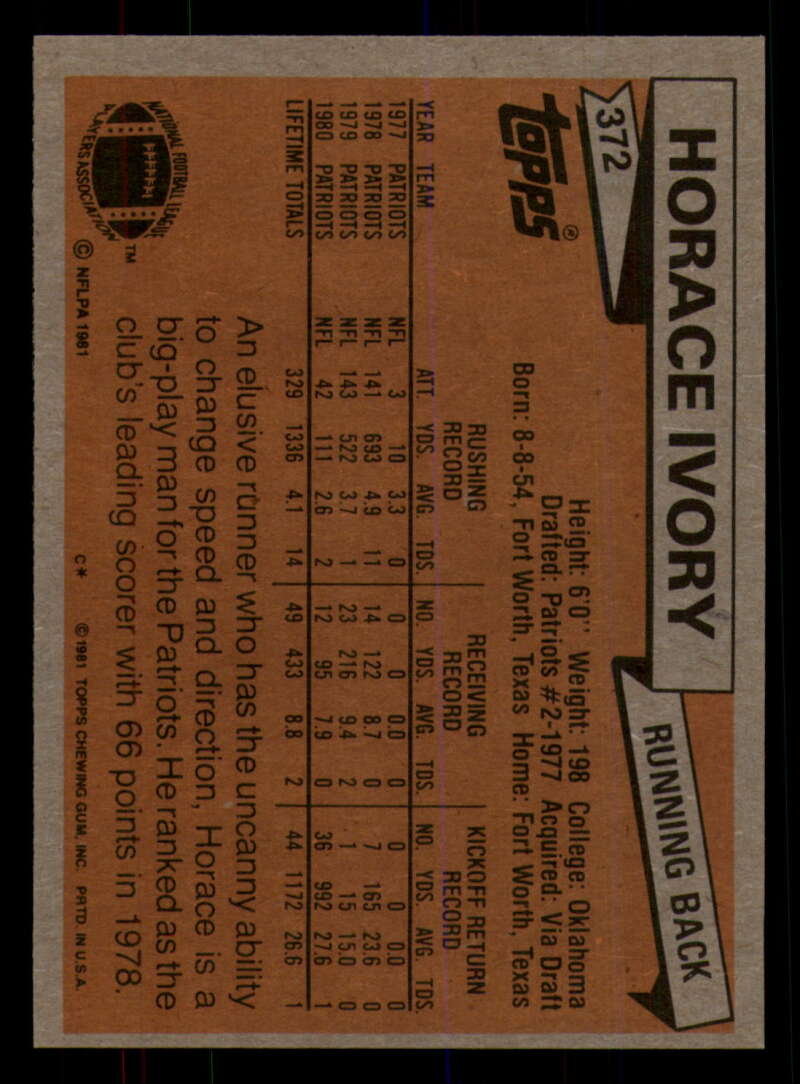 HORACE IVORY
372
RUNNING BACK
TOPPS®
Height: 6'0" Weight: 198 College: Oklahoma
Drafted: Patriots #2-1977 Acquired: Via Draft
Born: 8-8-54, Fort Worth, Texas Home: Fort Worth, Texas
RUSHING RECEIVING KICKOFF RETURN
RECORD RECORD RECORD
YEAR TEAM ATT. YDS. AVG. TDS. NO. YDS. AVG. TDS. NO. YDS. AVG. TDS.
1977 PATRIOTS NFL 3 10 3.3 0 0 0 0.0 0 0 0 0.0 0
1978 PATRIOTS NFL 141 693 4.9 11 14 122 8.7 0 7 165 23.6 0
1979 PATRIOTS NFL 143 522 3.7 1 23 216 9.4 2 1 15 15.0 0
1980 PATRIOTS NFL 42 111 2.6 2 12 95 7.9 0 36 992 27.6 1
LIFETIME TOTALS 329 1336 4.1 14 49 433 8.8 2 44 1172 26.6 1
An elusive runner who has the uncanny ability
to change speed and direction, Horace is a
big-play man for the Patriots. He ranked as the
club's leading scorer with 66 points in 1978.
NATIONAL FOOTBALL LEAGUE
PLAYERS ASSOCIATION
TM
© NFLPA 1981
C* © 1981 TOPPS CHEWING GUM, INC. PRTD. IN U.S.A.